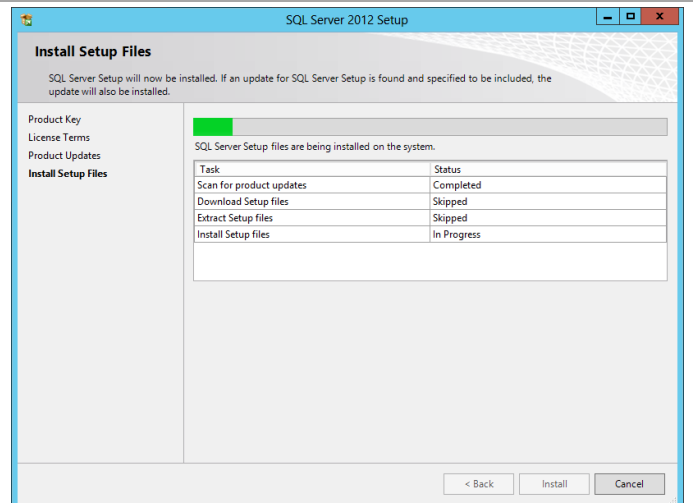 SQL Server 2012 Setup
Install Setup Files
SQL Server Setup will now be installed. If an update for SQL Server Setup is found and specified to be included, the
update will also be installed.
Product Key
License Terms
Product Updates
Install Setup Files
SQL Server Setup files are being installed on the system.
Task Status
Scan for product updates Completed
Download Setup files Skipped
Extract Setup files Skipped
Install Setup files In Progress
< Back Install Cancel